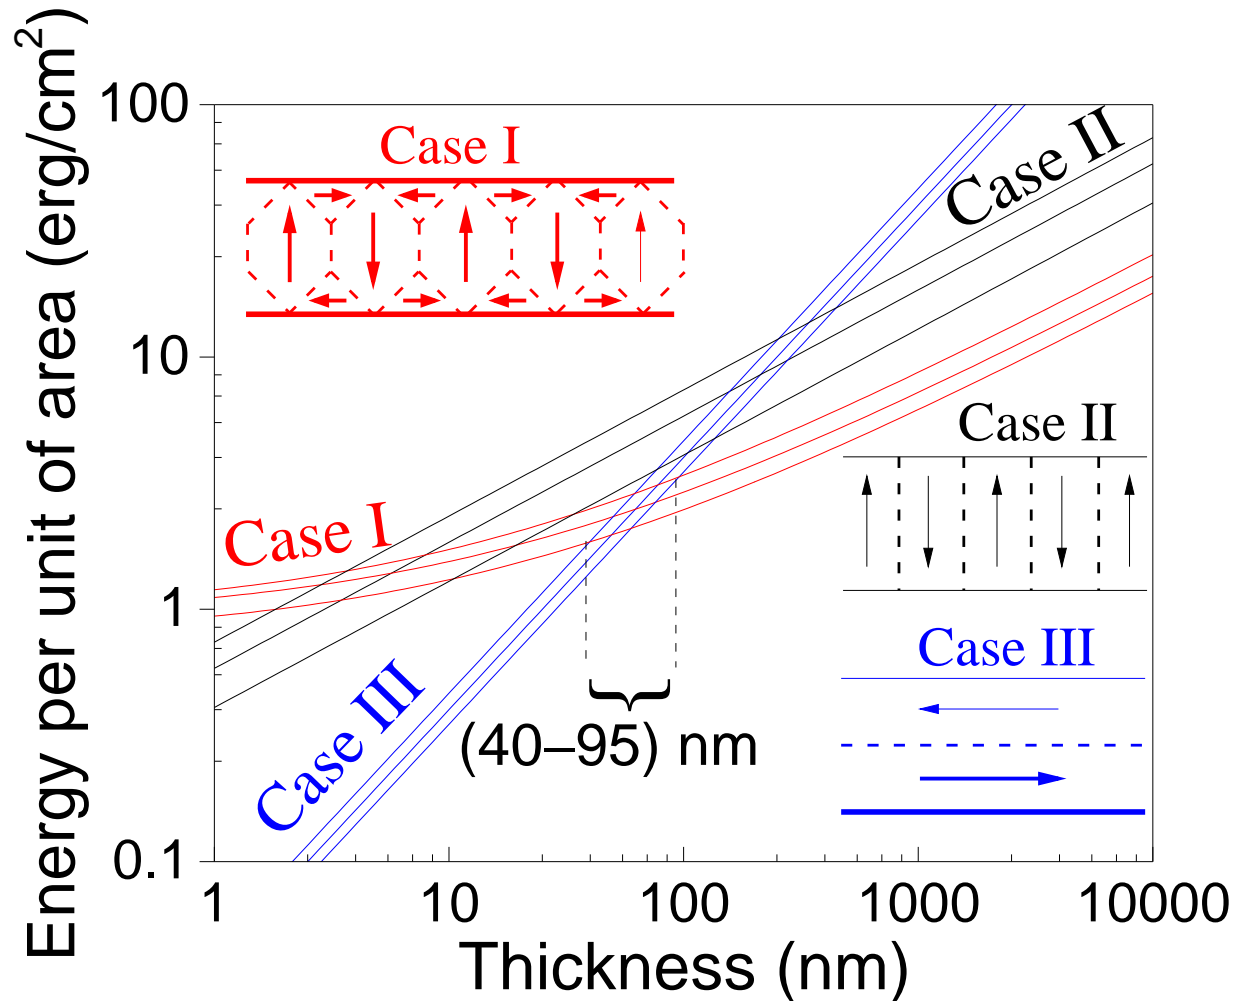 Energy per unit of area (erg/cm²)
100
10
1
0.1
Case I
Case II
Case I
Case II
Case III
Case III
(40–95) nm
1
10
100
1000
10000
Thickness (nm)